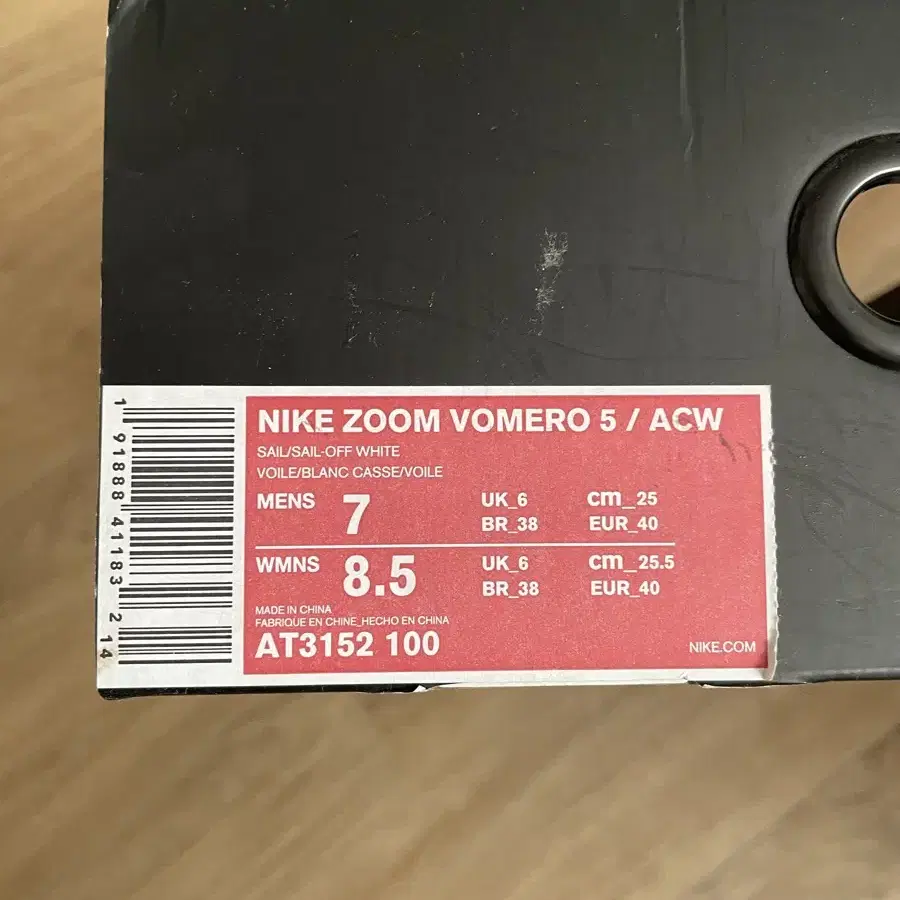 NIKE ZOOM VOMERO 5 / ACW
SAIL/SAIL-OFF WHITE
VOILE/BLANC CASSE/VOILE
MENS 7 UK_6 cm_25
BR_38 EUR_40
WMNS 8.5 UK_6 cm_25.5
BR_38 EUR_40
MADE IN CHINA
FABRIQUE EN CHINE_HECHO EN CHINA
AT3152 100 NIKE.COM
1 91888 41183 2 14